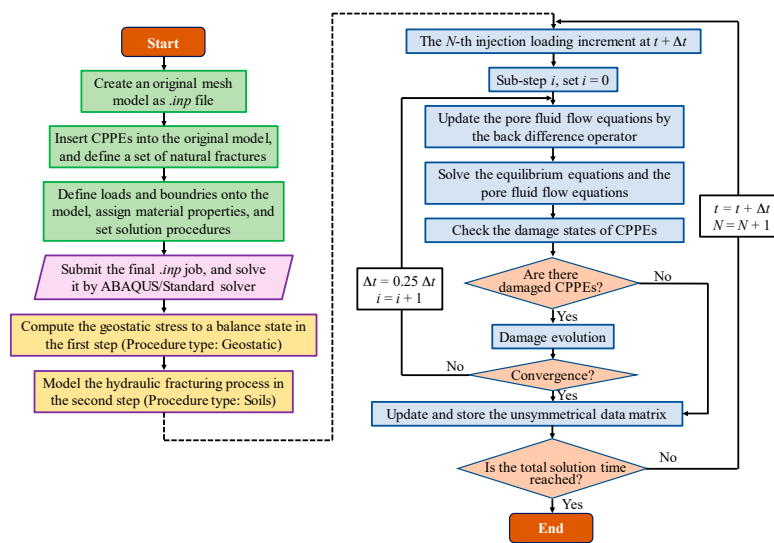 Start
Create an original mesh
model as .inp file
Insert CPPEs into the original model,
and define a set of natural fractures
Define loads and boundries onto the
model, assign material properties, and
set solution procedures
Submit the final .inp job, and solve
it by ABAQUS/Standard solver
Compute the geostatic stress to a balance state in
the first step (Procedure type: Geostatic)
Model the hydraulic fracturing process in
the second step (Procedure type: Soils)
The N-th injection loading increment at t + Δt
Sub-step i, set i = 0
Update the pore fluid flow equations by
the back difference operator
Solve the equilibrium equations and the
pore fluid flow equations
Check the damage states of CPPEs
Are there
damaged CPPEs?
No
Yes
Damage evolution
Convergence?
No
Δt = 0.25 Δt
i = i + 1
Yes
Update and store the unsymmetrical data matrix
Is the total solution time
reached?
No
t = t + Δt
N = N + 1
Yes
End